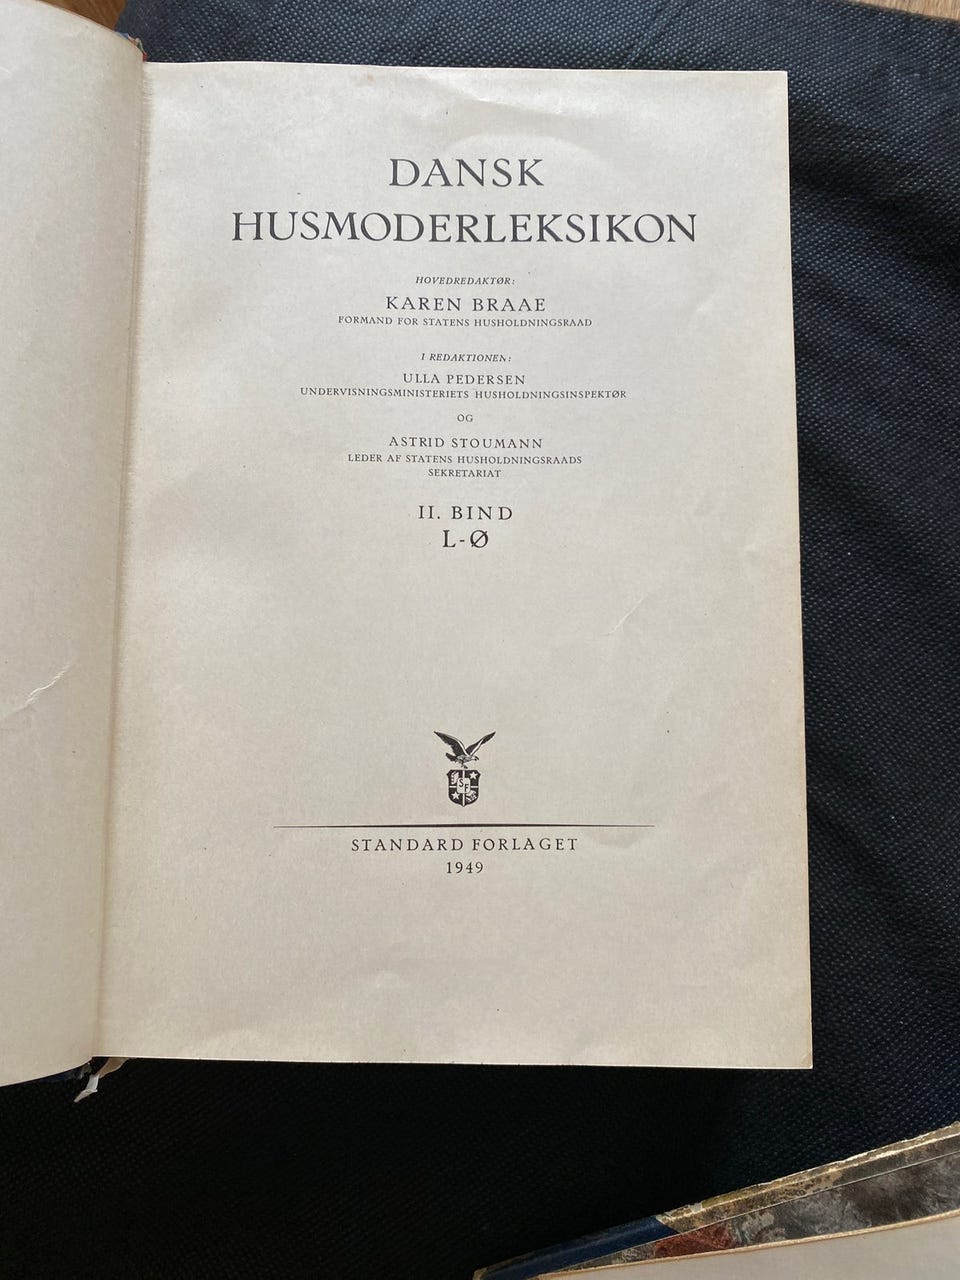 DANSK
HUSMODERLEKSIKON
HOVEDREDAKTØR:
KAREN BRAAE
FORMAND FOR STATENS HUSHOLDNINGSRAAD
I REDAKTIONEN:
ULLA PEDERSEN
UNDERVISNINGSMINISTERIETS HUSHOLDNINGSINSPEKTØR
OG
ASTRID STOUMANN
LEDER AF STATENS HUSHOLDNINGSRAADS
SEKRETARIAT
II. BIND
L-Ø
SF
STANDARD FORLAGET
1949